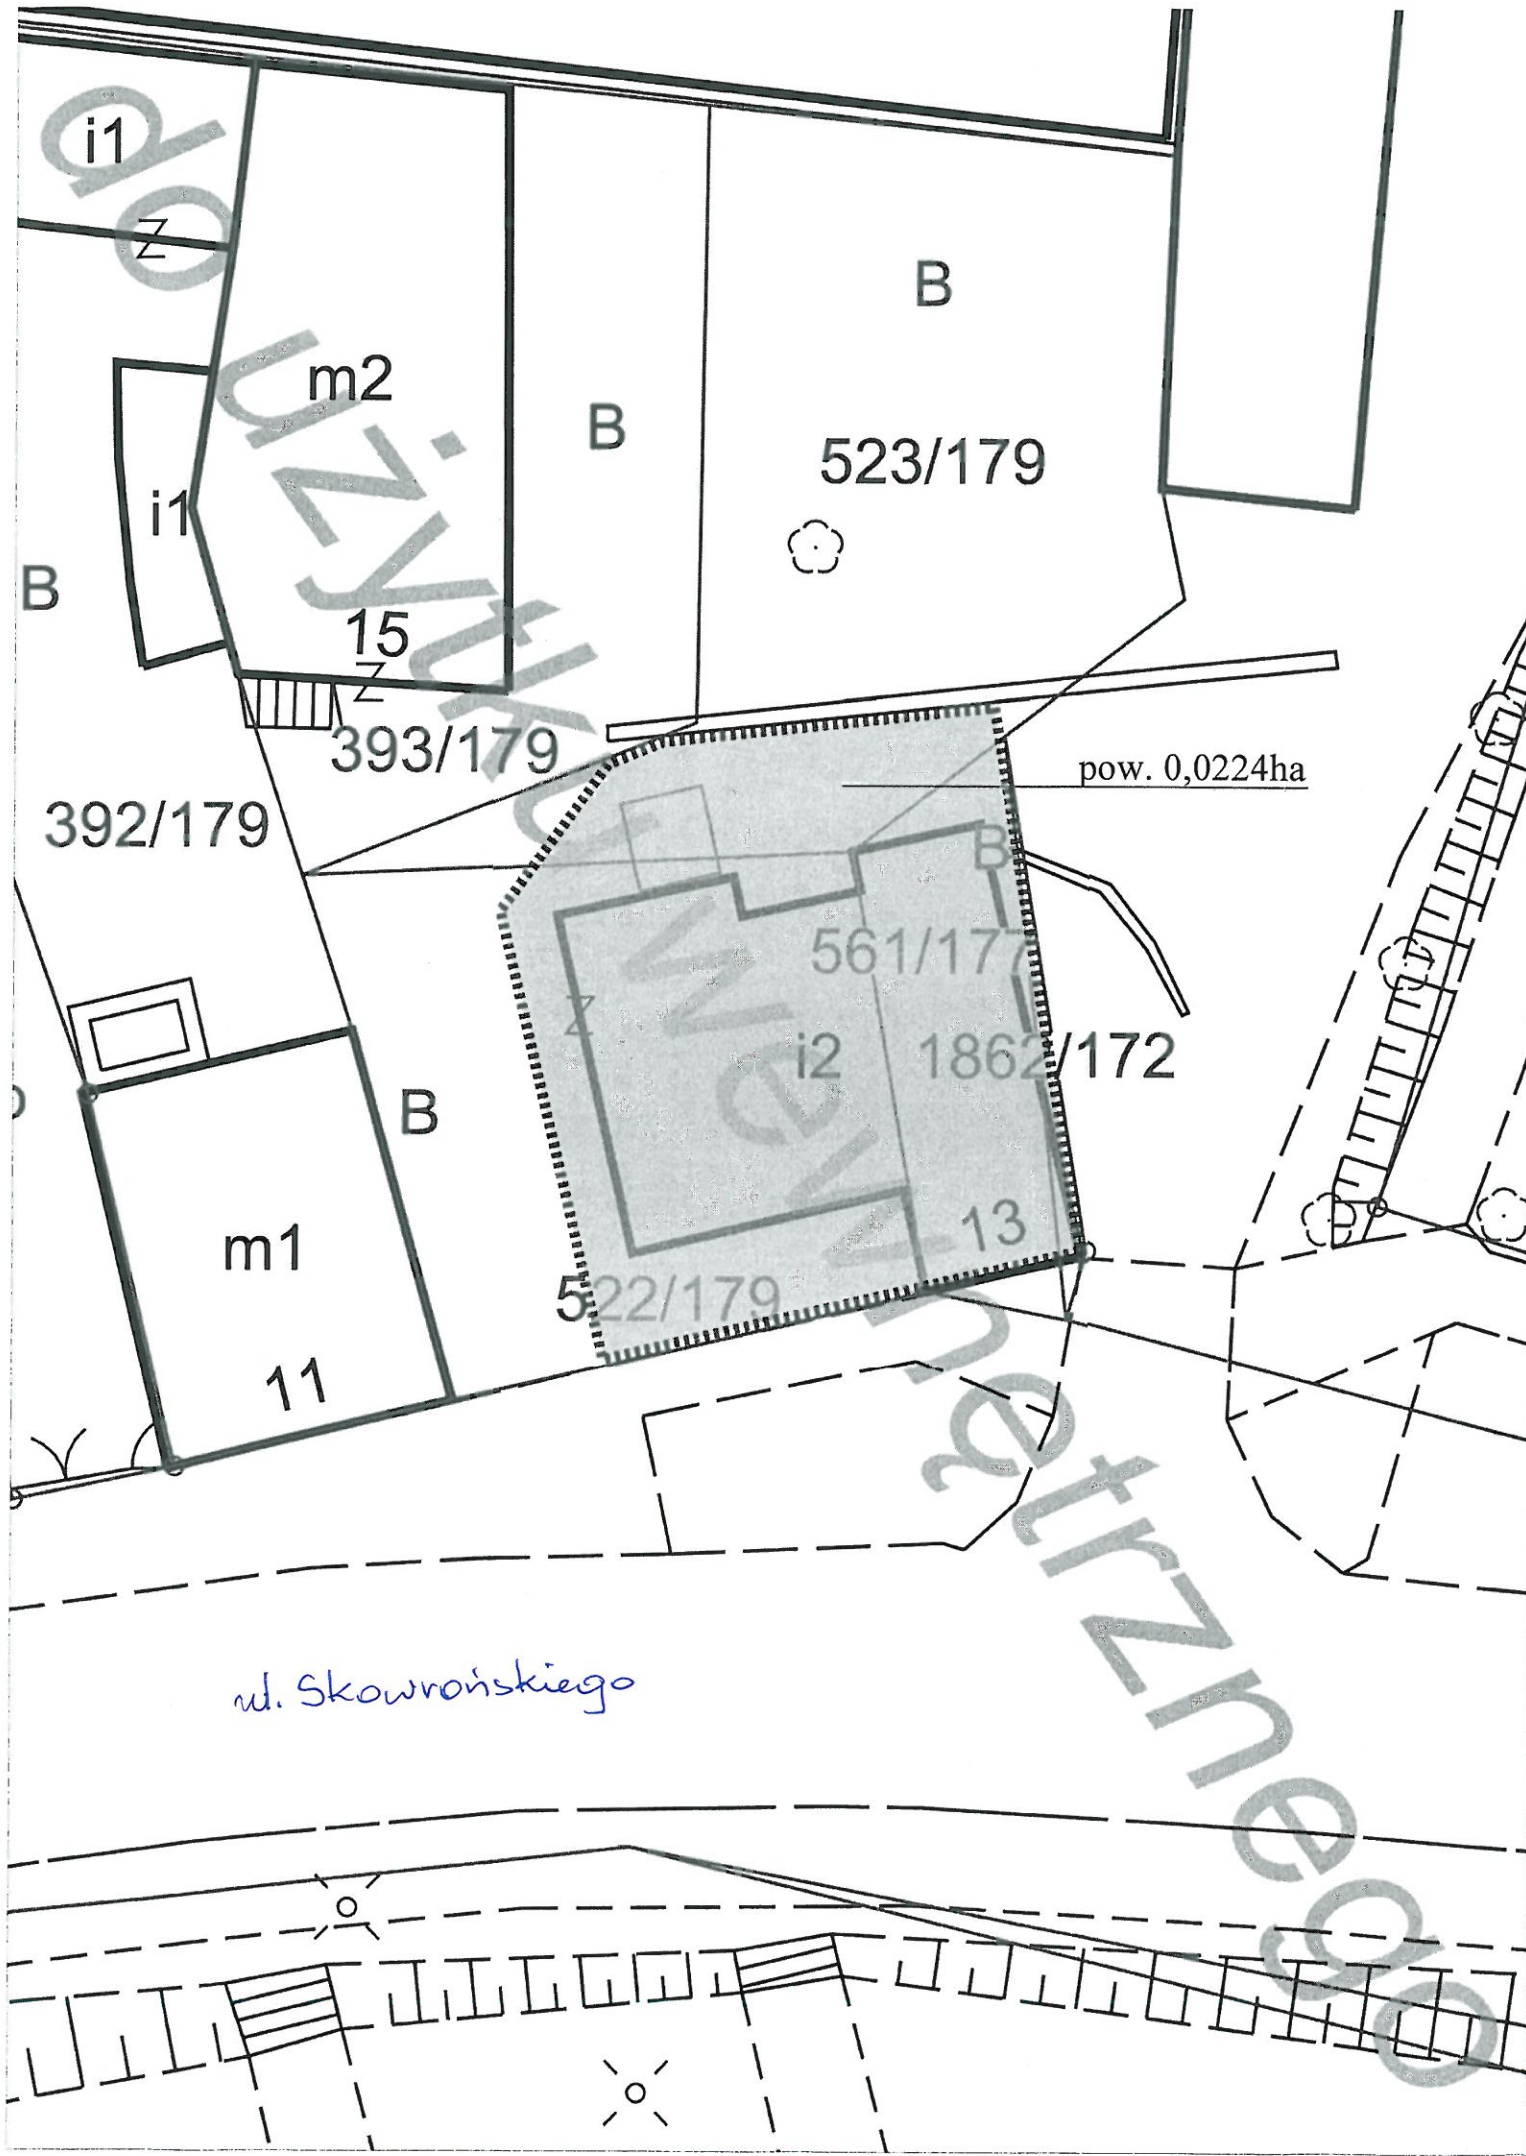 i1
Z
B
m2
B
523/179
i1
B
15
Z
393/179
pow. 0,0224ha
392/179
B
561/177
Z
i2
1862/172
B
m1
13
522/179
11
ul. Skowrońskiego
do użytku wewnętrznego